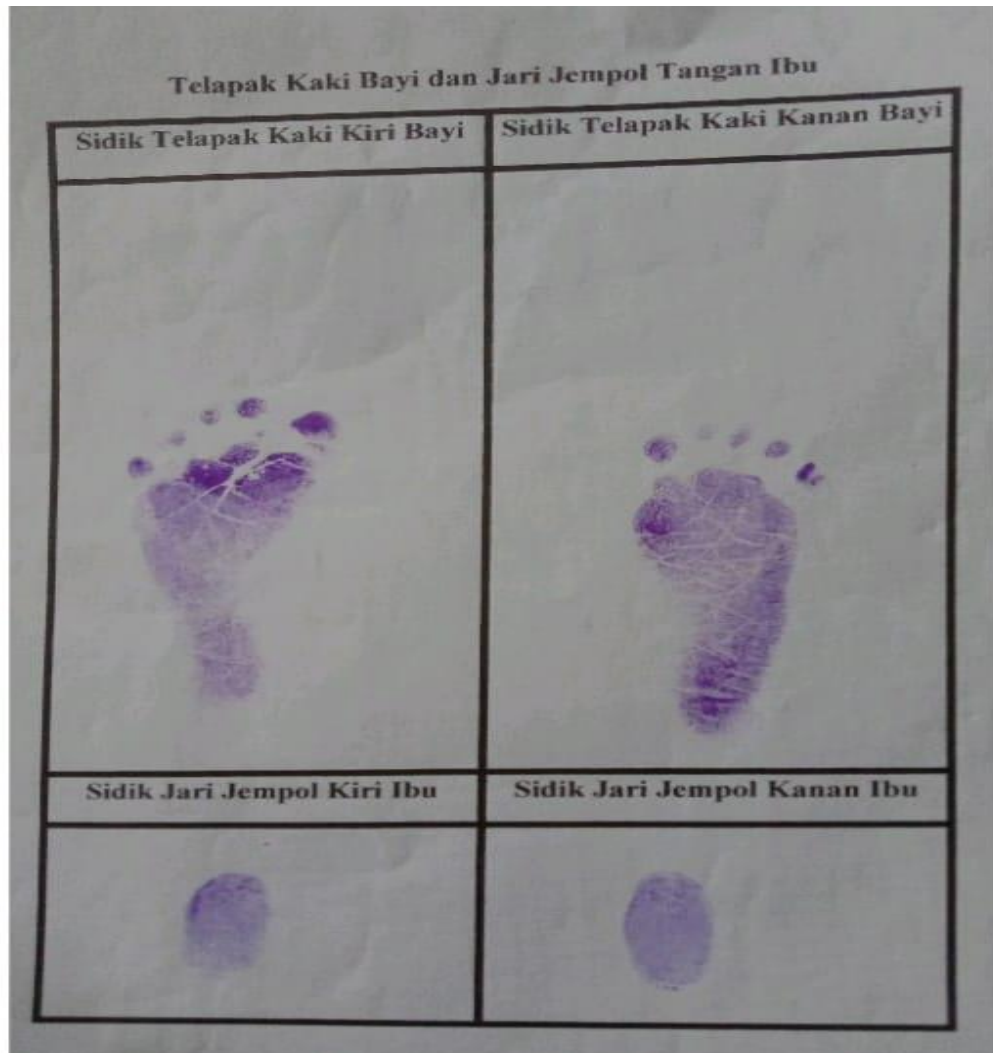 Telapak Kaki Bayi dan Jari Jempol Tangan Ibu
Sidik Telapak Kaki Kiri Bayi
Sidik Telapak Kaki Kanan Bayi
Sidik Jari Jempol Kiri Ibu
Sidik Jari Jempol Kanan Ibu